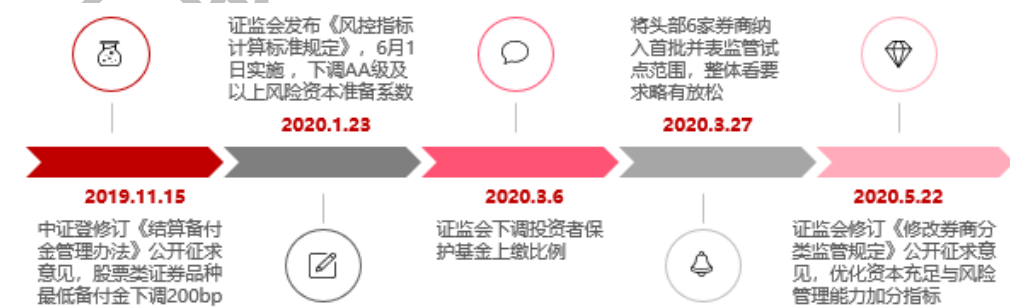 证监会发布《风控指标
计算标准规定》，6月1
日实施，下调AA级及
以上风险资本准备系数
2020.1.23
将头部6家券商纳
入首批并表监管试
点范围，整体看要
求略有放松
2020.3.27
2019.11.15
中证登修订《结算备付
金管理办法》公开征求
意见，股票类证券品种
最低备付金下调200bp
2020.3.6
证监会下调投资者保
护基金上缴比例
2020.5.22
证监会修订《修改券商分
类监管规定》公开征求意
见，优化资本充足与风险
管理能力加分指标